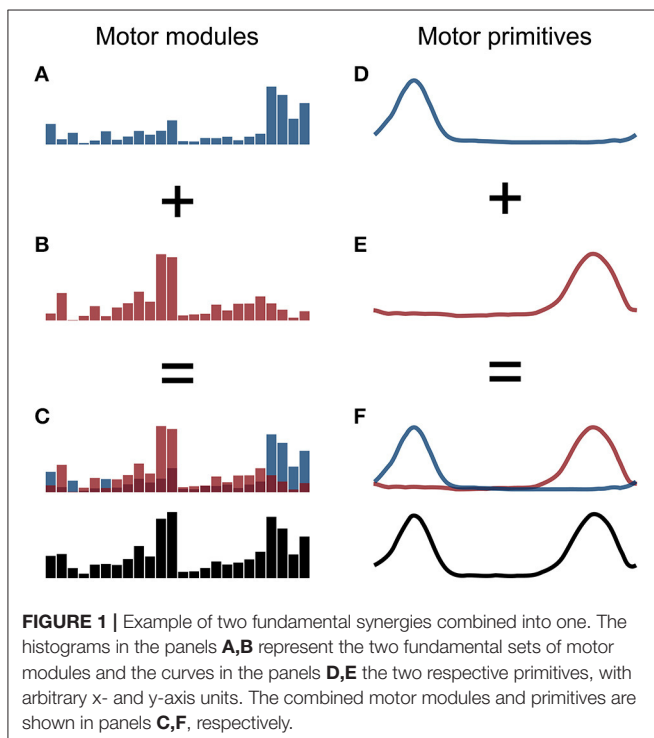 Motor modules
Motor primitives
A
D
+
+
B
E
=
=
C
F
FIGURE 1 | Example of two fundamental synergies combined into one. The
histograms in the panels A,B represent the two fundamental sets of motor
modules and the curves in the panels D,E the two respective primitives, with
arbitrary x- and y-axis units. The combined motor modules and primitives are
shown in panels C,F, respectively.